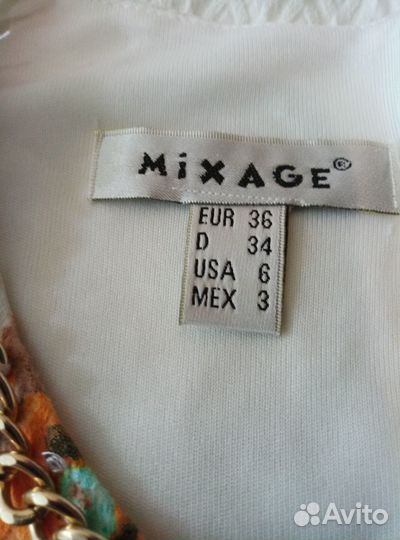 MiXAGE®
EUR 36
D 34
USA 6
MEX 3
Avito